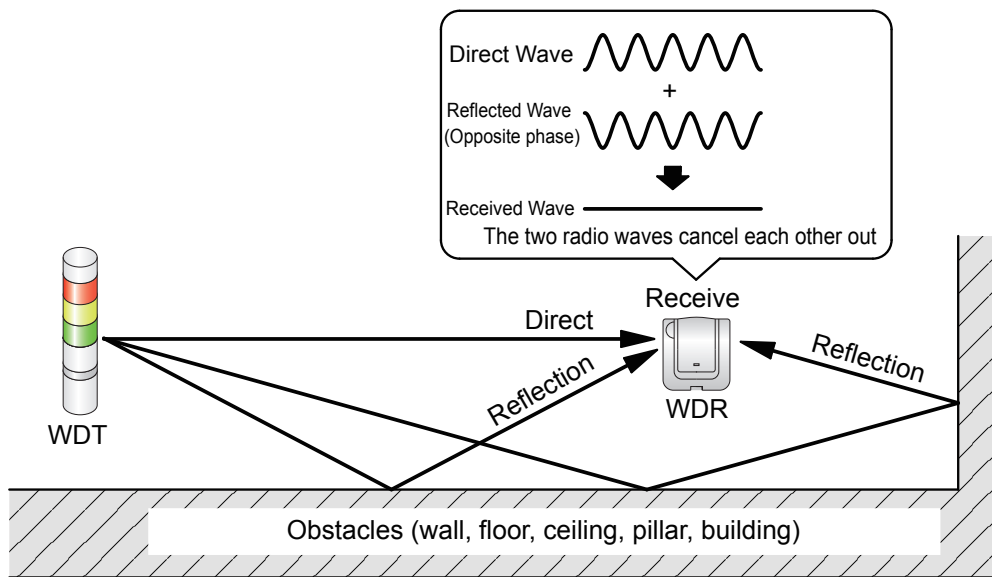 Direct Wave
+
Reflected Wave
(Opposite phase)
Received Wave
The two radio waves cancel each other out
Receive
Direct
Reflection
Reflection
WDR
WDT
Obstacles (wall, floor, ceiling, pillar, building)